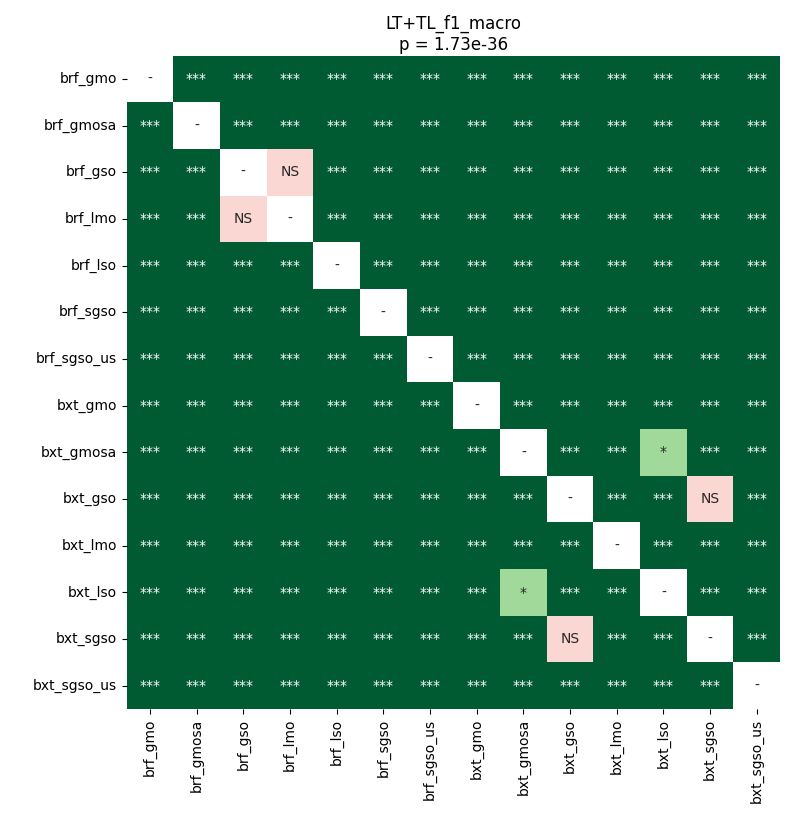 LT+TL_f1_macro
p = 1.73e-36
brf_gmo - *** *** *** *** *** *** *** *** *** *** *** *** ***
brf_gmosa *** - *** *** *** *** *** *** *** *** *** *** *** ***
brf_gso *** *** - NS *** *** *** *** *** *** *** *** *** ***
brf_lmo *** *** NS - *** *** *** *** *** *** *** *** *** ***
brf_lso *** *** *** *** - *** *** *** *** *** *** *** *** ***
brf_sgso *** *** *** *** *** - *** *** *** *** *** *** *** ***
brf_sgso_us *** *** *** *** *** *** - *** *** *** *** *** *** ***
bxt_gmo *** *** *** *** *** *** *** - *** *** *** *** *** ***
bxt_gmosa *** *** *** *** *** *** *** *** - *** *** * *** ***
bxt_gso *** *** *** *** *** *** *** *** *** - *** *** NS ***
bxt_lmo *** *** *** *** *** *** *** *** *** *** - *** *** ***
bxt_lso *** *** *** *** *** *** *** *** * *** *** - *** ***
bxt_sgso *** *** *** *** *** *** *** *** *** NS *** *** - ***
bxt_sgso_us *** *** *** *** *** *** *** *** *** *** *** *** *** -
brf_gmo
brf_gmosa
brf_gso
brf_lmo
brf_lso
brf_sgso
brf_sgso_us
bxt_gmo
bxt_gmosa
bxt_gso
bxt_lmo
bxt_lso
bxt_sgso
bxt_sgso_us